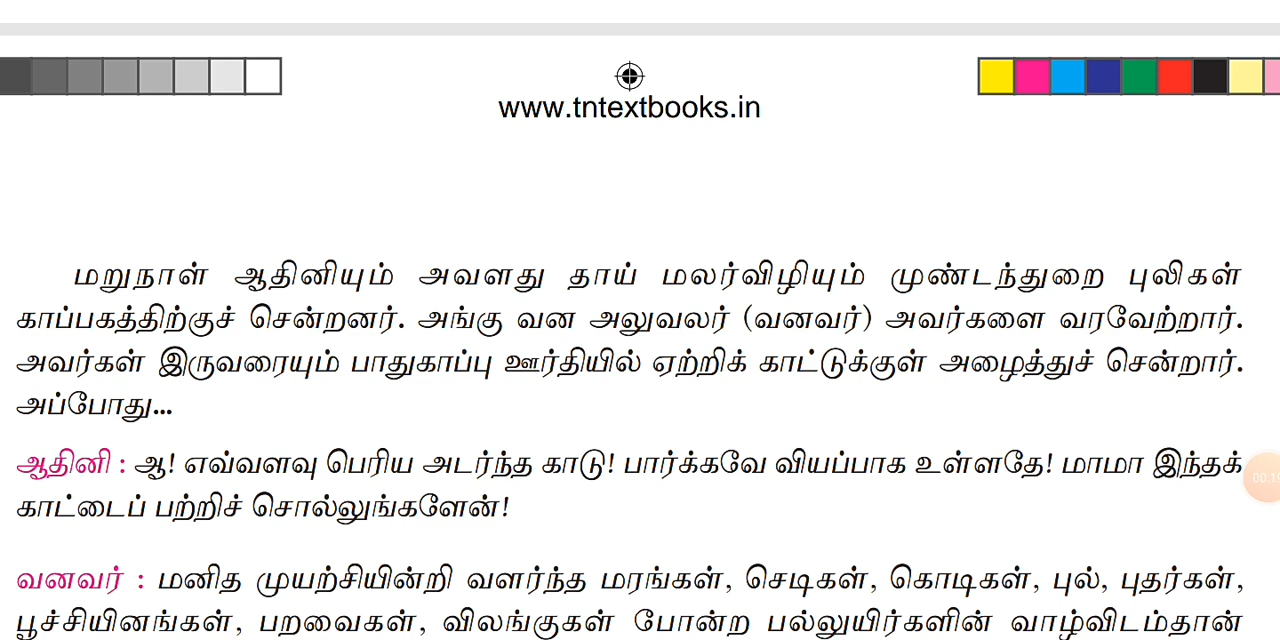 www.tntextbooks.in
மறுநாள் ஆதினியும் அவளது தாய் மலர்விழியும் முண்டந்துறை புலிகள்
காப்பகத்திற்குச் சென்றனர். அங்கு வன அலுவலர் (வனவர்) அவர்களை வரவேற்றார்.
அவர்கள் இருவரையும் பாதுகாப்பு ஊர்தியில் ஏற்றிக் காட்டுக்குள் அழைத்துச் சென்றார்.
அப்போது...
ஆதினி : ஆ! எவ்வளவு பெரிய அடர்ந்த காடு! பார்க்கவே வியப்பாக உள்ளதே! மாமா இந்தக்
காட்டைப் பற்றிச் சொல்லுங்களேன்!
வனவர் : மனித முயற்சியின்றி வளர்ந்த மரங்கள், செடிகள், கொடிகள், புல், புதர்கள்,
பூச்சியினங்கள், பறவைகள், விலங்குகள் போன்ற பல்லுயிர்களின் வாழ்விடம்தான்